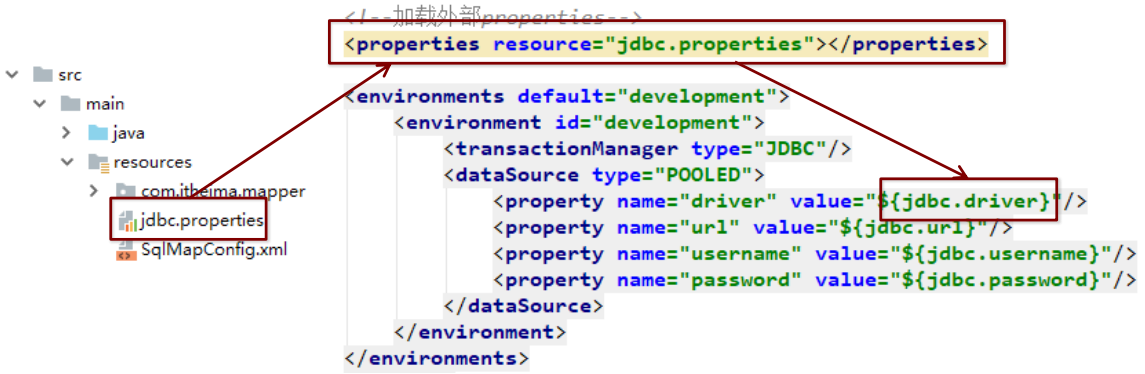 src
main
java
resources
com.itheima.mapper
jdbc.properties
SqlMapConfig.xml
<!--加载外部properties-->
<properties resource="jdbc.properties"></properties>
<environments default="development">
<environment id="development">
<transactionManager type="JDBC"/>
<dataSource type="POOLED">
<property name="driver" value="${jdbc.driver}"/>
<property name="url" value="${jdbc.url}"/>
<property name="username" value="${jdbc.username}"/>
<property name="password" value="${jdbc.password}"/>
</dataSource>
</environment>
</environments>